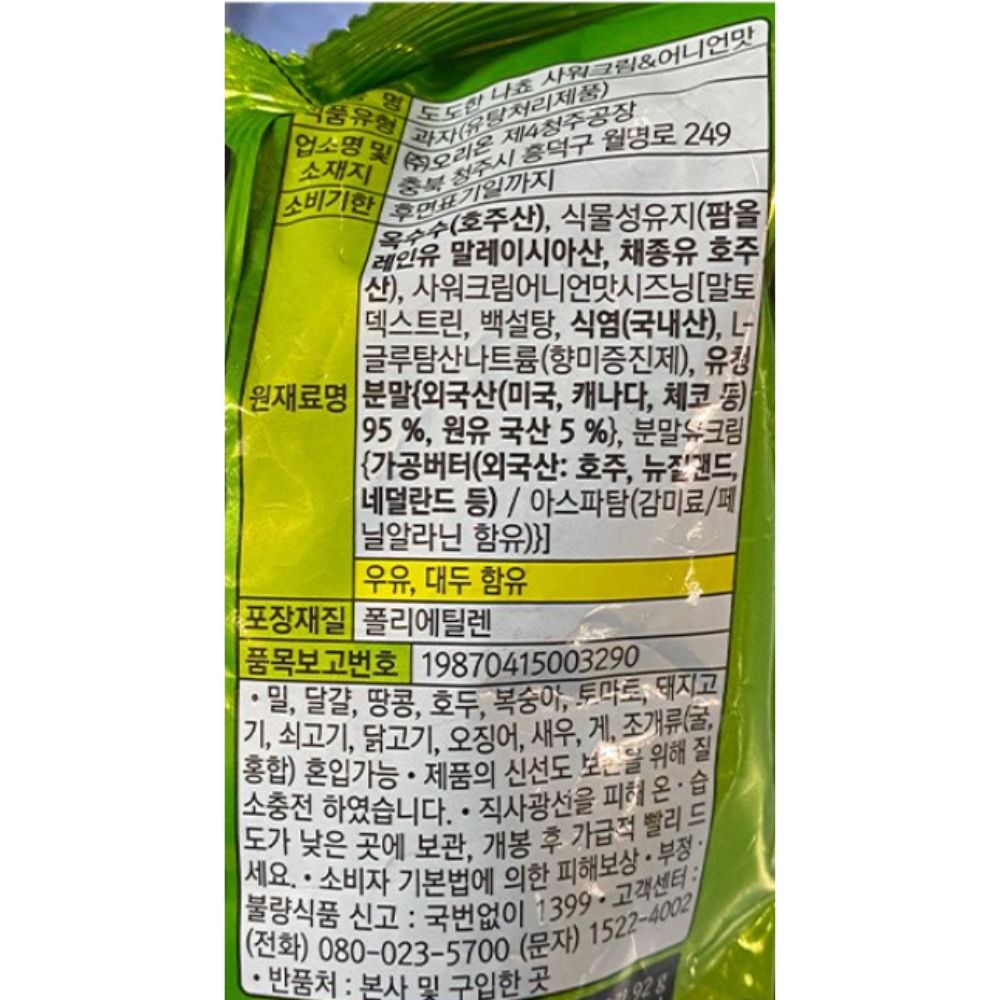 명 도도한 나쵸 사워크림&어니언맛
식품유형 과자(유탕처리제품)
업소명 및 소재지 ㈜오리온 제4청주공장
충북 청주시 흥덕구 월명로 249
소비기한 후면표기일까지
원재료명 옥수수(호주산), 식물성유지(팜올
레인유 말레이시아산, 채종유 호주
산), 사워크림어니언맛시즈닝[말토
덱스트린, 백설탕, 식염(국내산), L-
글루탐산나트륨(향미증진제), 유청
분말{외국산(미국, 캐나다, 체코 등)
95 %, 원유 국산 5 %}, 분말유크림
{가공버터(외국산: 호주, 뉴질랜드,
네덜란드 등) / 아스파탐(감미료/페
닐알라닌 함유)}]
우유, 대두 함유
포장재질 폴리에틸렌
품목보고번호 19870415003290
• 밀, 달걀, 땅콩, 호두, 복숭아, 토마토, 돼지고
기, 쇠고기, 닭고기, 오징어, 새우, 게, 조개류(굴,
홍합) 혼입가능 • 제품의 신선도 보존을 위해 질
소충전 하였습니다. • 직사광선을 피해 온·습
도가 낮은 곳에 보관, 개봉 후 가급적 빨리 드
세요. • 소비자 기본법에 의한 피해보상 • 부정·
불량식품 신고 : 국번없이 1399 • 고객센터 :
(전화) 080-023-5700 (문자) 1522-4002
• 반품처 : 본사 및 구입한 곳
92 g